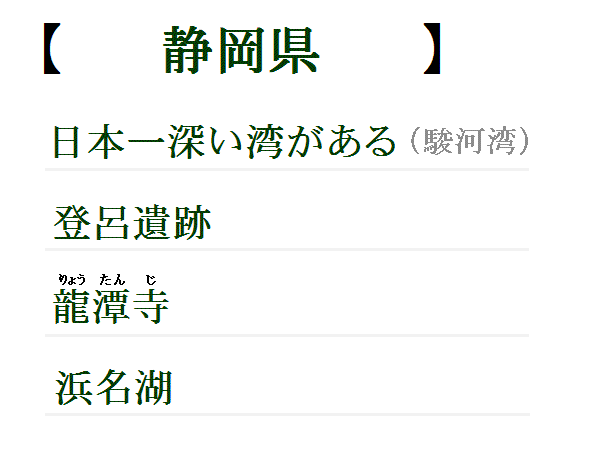 【 静岡県 】
日本一深い湾がある(駿河湾)
登呂遺跡
りょう たん じ
龍潭寺
浜名湖